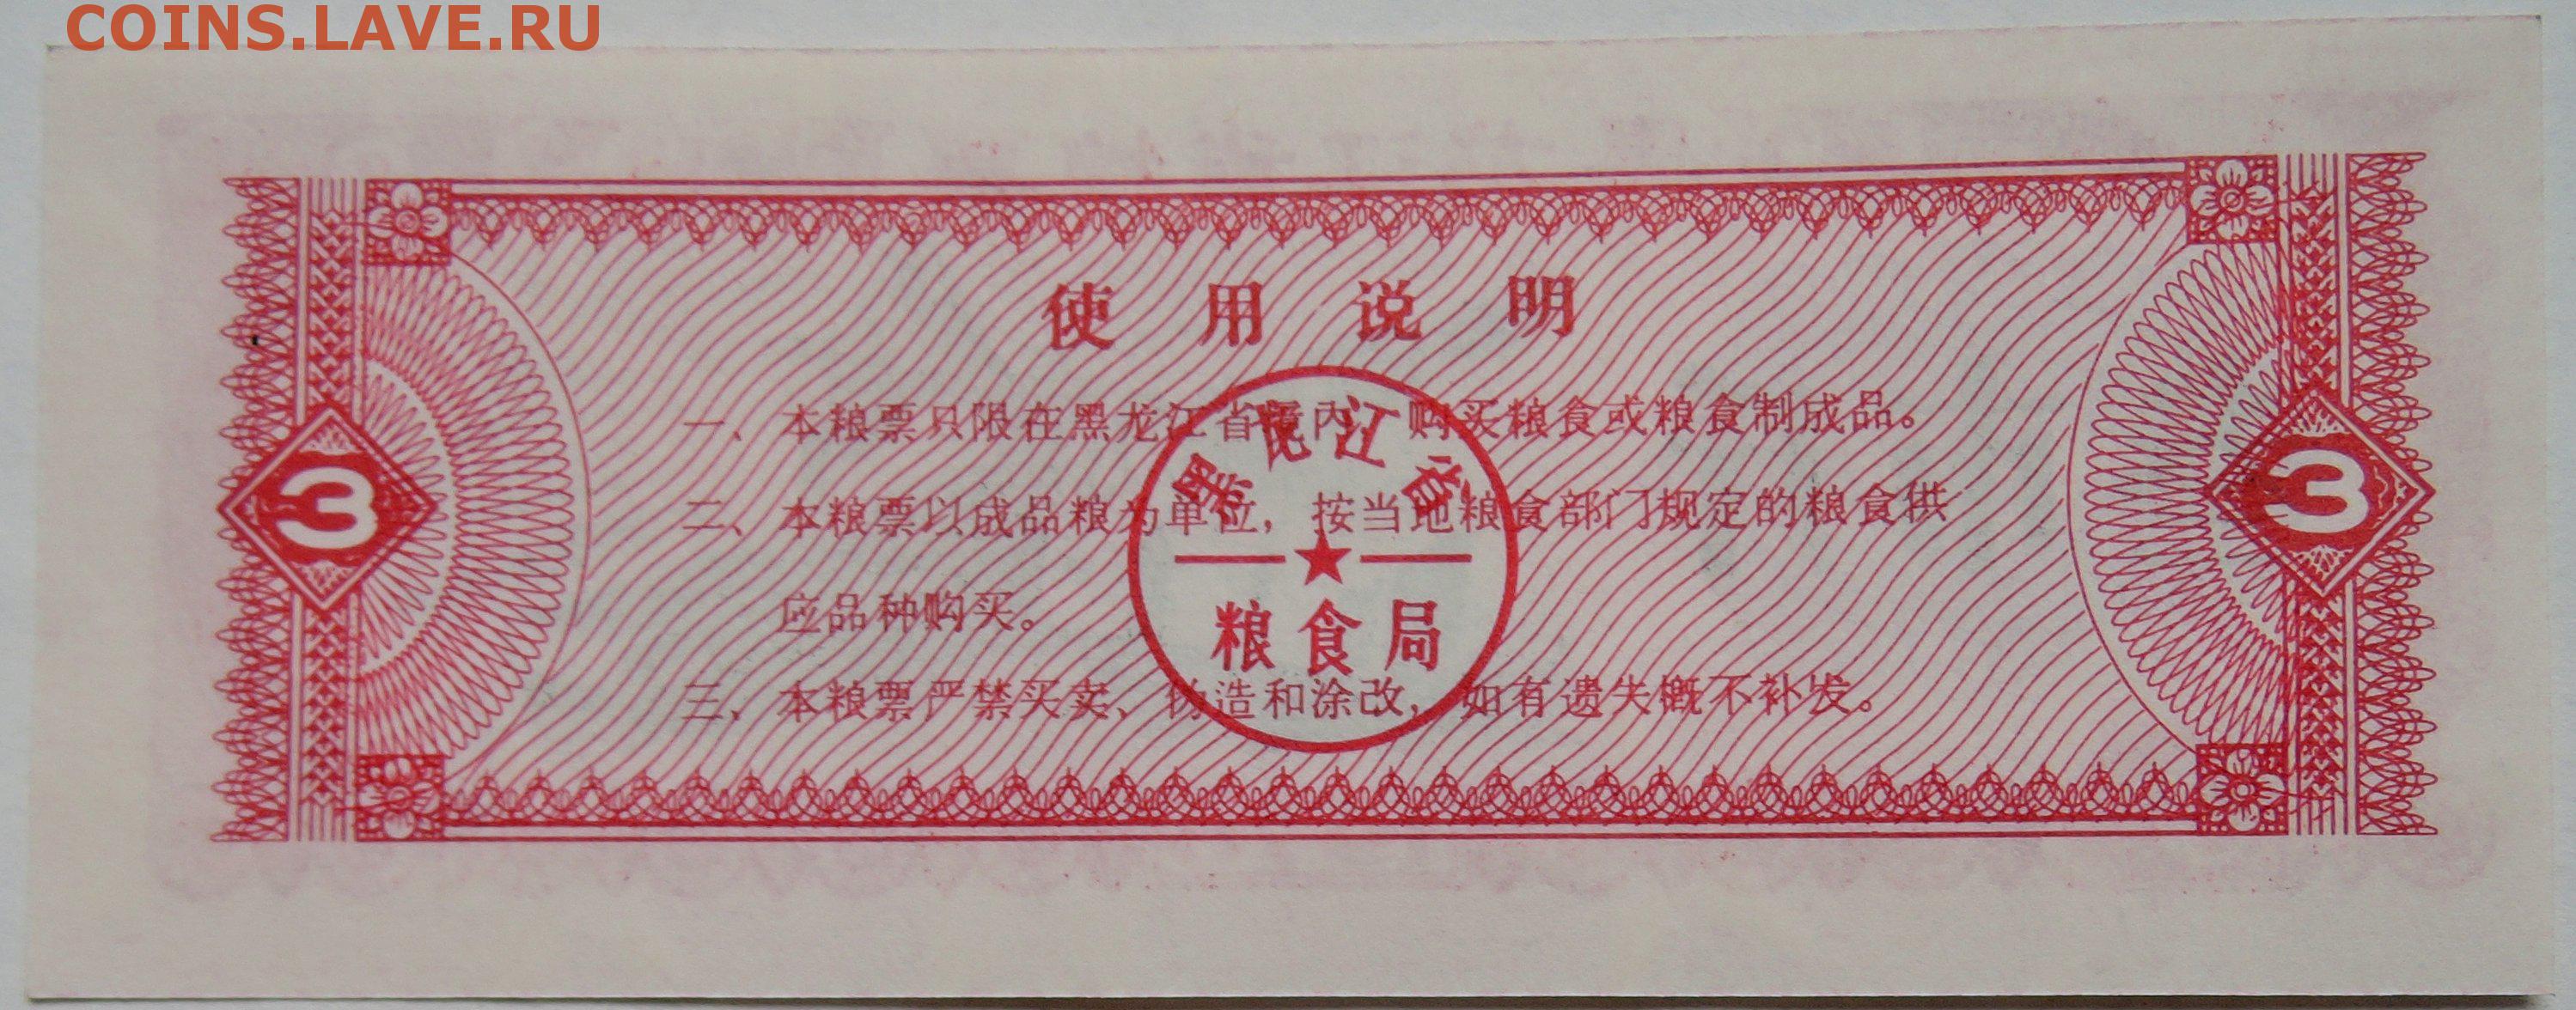 COINS.LAVE.RU
使用说明
一、本粮票只限在黑龙江省境内，购买粮食或粮食制成品。
二、本粮票以成品粮为单位，按当地粮食部门规定的粮食供
应品种购买。
三、本粮票严禁买卖、伪造和涂改，如有遗失概不补发。
黑龙江省
粮食局
3
3